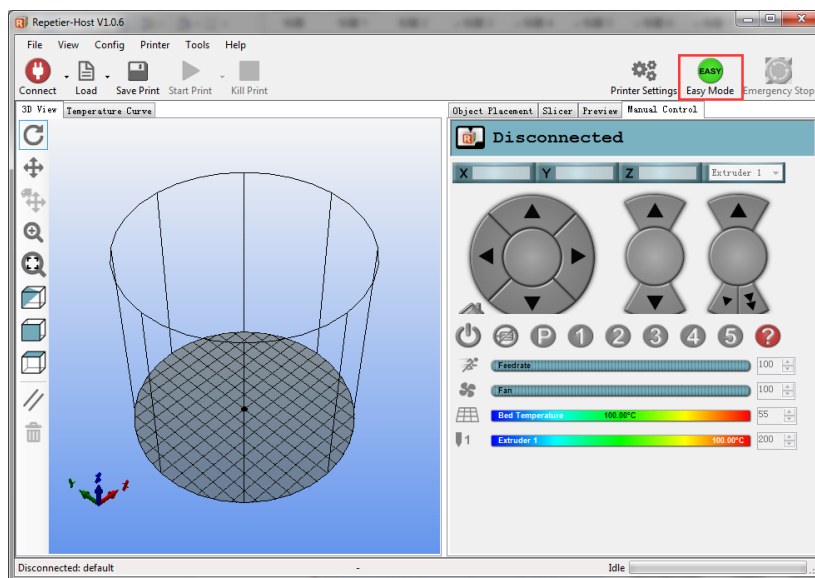 Repetier-Host V1.0.6
File View Config Printer Tools Help
Connect Load Save Print Start Print Kill Print Printer Settings EASY Easy Mode Emergency Stop
3D View Temperature Curve Object Placement Slicer Preview Manual Control
Disconnected
X Y Z Extruder 1
P 1 2 3 4 5 ?
Feedrate 100
Fan 100
Bed Temperature 100.00°C 55
1 Extruder 1 100.00°C 200
Disconnected: default - Idle